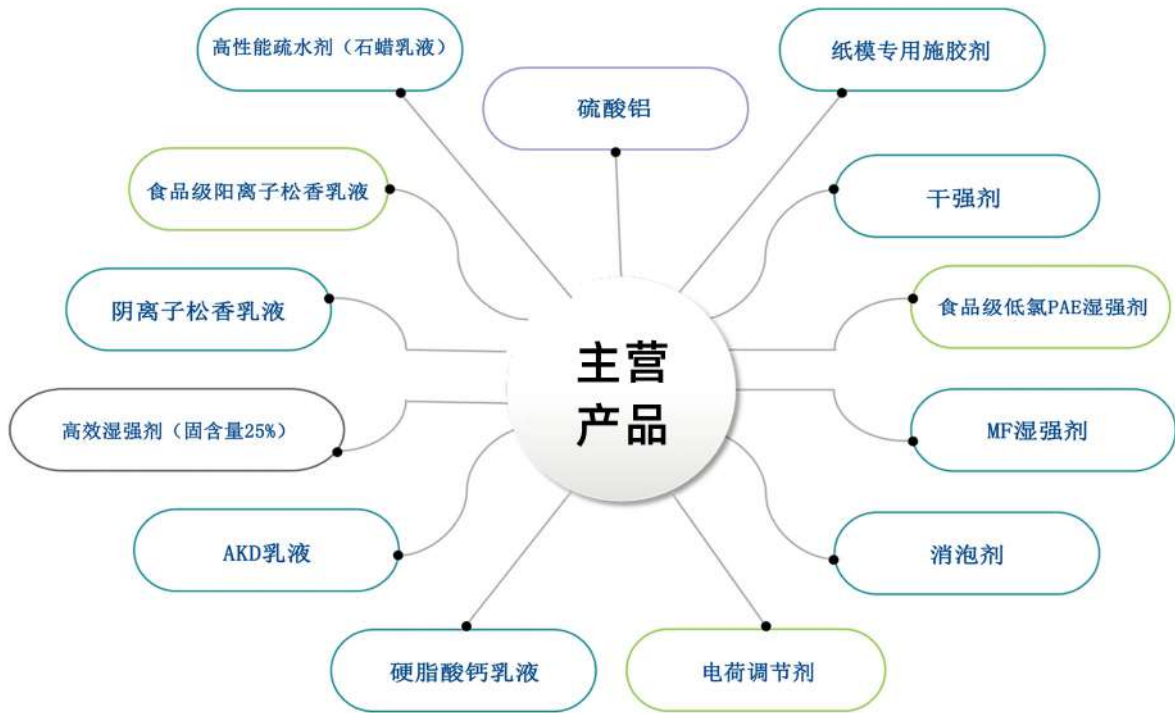 高性能疏水剂（石蜡乳液）
纸模专用施胶剂
硫酸铝
食品级阳离子松香乳液
干强剂
阴离子松香乳液
食品级低氯PAE湿强剂
主营
产品
高效湿强剂（固含量25%）
MF湿强剂
AKD乳液
消泡剂
硬脂酸钙乳液
电荷调节剂